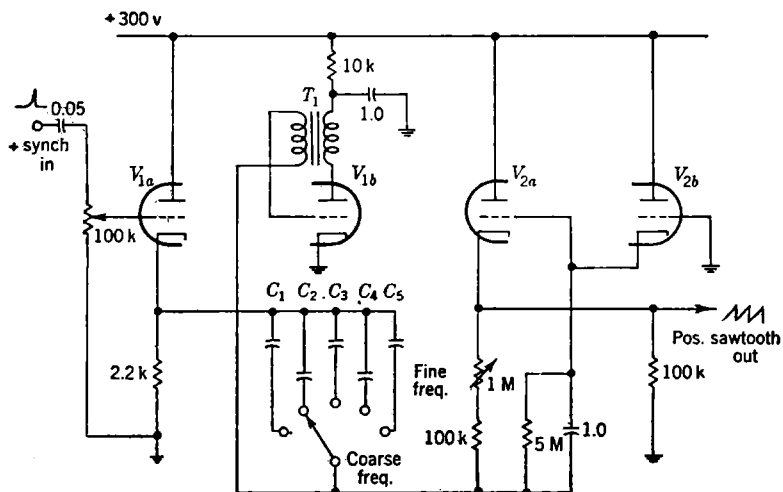 +300 v
10 k
T1
1.0
0.05
+ synch
in
V1a
V1b
V2a
V2b
100 k
C1 C2 C3 C4 C5
2.2 k
Pos. sawtooth
out
Fine
freq.
1 M
100 k
100 k
5 M
1.0
Coarse
freq.